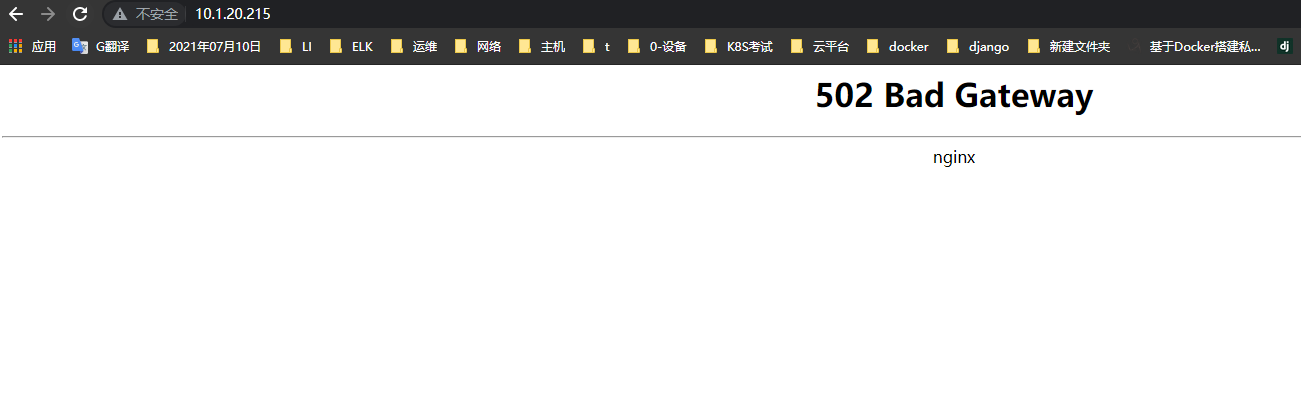 不安全 10.1.20.215
应用 G翻译 2021年07月10日 LI ELK 运维 网络 主机 t 0-设备 K8S考试 云平台 docker django 新建文件夹 基于Docker搭建私... dj
502 Bad Gateway
nginx